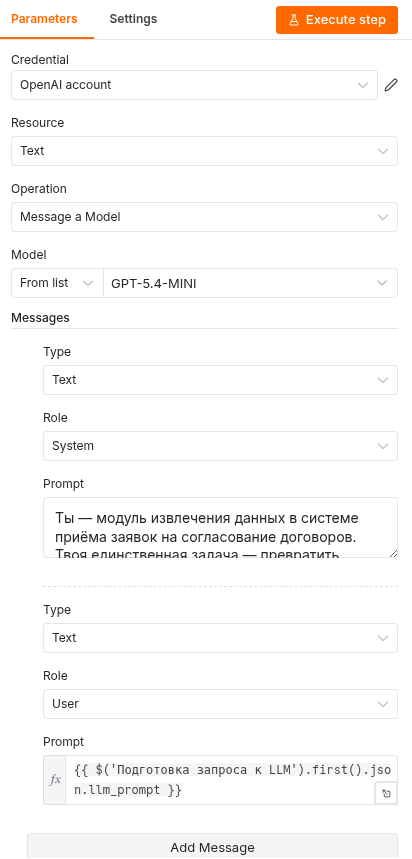 Parameters Settings Execute step
Credential
OpenAI account
Resource
Text
Operation
Message a Model
Model
From list GPT-5.4-MINI
Messages
Type
Text
Role
System
Prompt
Ты — модуль извлечения данных в системе
приёма заявок на согласование договоров.
Твоя единственная задача — превратить
Type
Text
Role
User
Prompt
fx {{ $('Подготовка запроса к LLM').first().jso
n.llm_prompt }}
Add Message